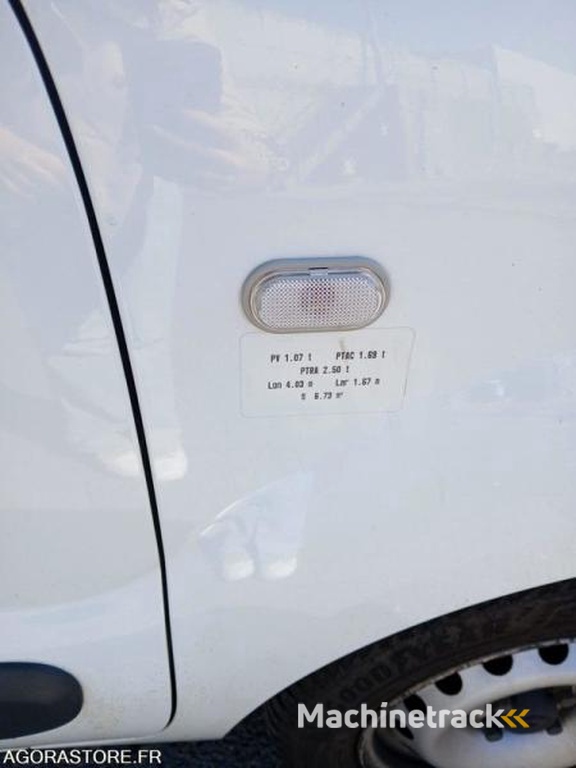 PV 1.07 t PTAC 1.69 t
PTRA 2.50 t
Lon 4.03 m Lar 1.67 m
S 6.73 m²
GOODYEAR
Machinetrack
AGORASTORE.FR